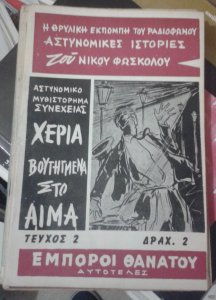 Η ΘΡΥΛΙΚΗ ΕΚΠΟΜΠΗ ΤΟΥ ΡΑΔΙΟΦΩΝΟΥ
ΑΣΤΥΝΟΜΙΚΕΣ ΙΣΤΟΡΙΕΣ
τοῦ ΝΙΚΟΥ ΦΩΣΚΟΛΟΥ
ΑΣΤΥΝΟΜΙΚΟ
ΜΥΘΙΣΤΟΡΗΜΑ
ΣΥΝΕΧΕΙΑΣ
ΧΕΡΙΑ
ΒΟΥΤΗΓΜΕΝΑ
ΣΤΟ
ΑΙΜΑ
ΤΕΥΧΟΣ 2 ΔΡΑΧ. 2
ΕΜΠΟΡΟΙ ΘΑΝΑΤΟΥ
ΑΥΤΟΤΕΛΕΣ